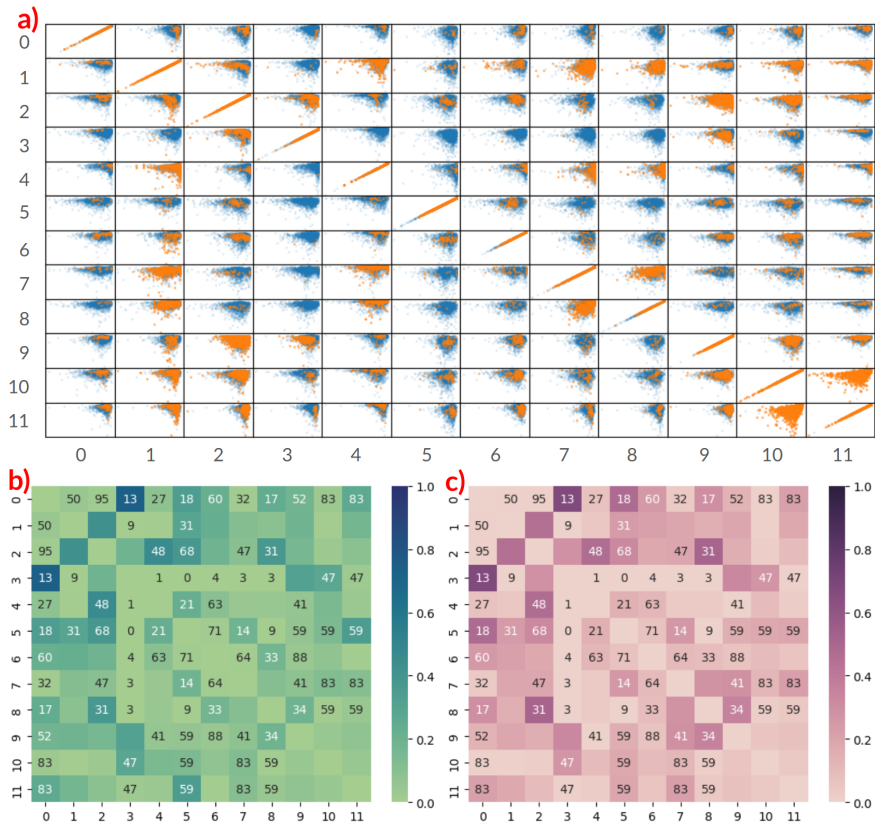 a)
0
1
2
3
4
5
6
7
8
9
10
11
0 1 2 3 4 5 6 7 8 9 10 11
b) c)
0 50 95 13 27 18 60 32 17 52 83 83 1.0
1 50 9 31
2 95 48 68 47 31 0.8
3 13 9 1 0 4 3 3 47 47
4 27 48 1 21 63 41 0.6
5 18 31 68 0 21 71 14 9 59 59 59
6 60 4 63 71 64 33 88 0.4
7 32 47 3 14 64 41 83 83
8 17 31 3 9 33 34 59 59
9 52 41 59 88 41 34 0.2
10 83 47 59 83 59
11 83 47 59 83 59 0.0
0 1 2 3 4 5 6 7 8 9 10 11
0 50 95 13 27 18 60 32 17 52 83 83 1.0
1 50 9 31
2 95 48 68 47 31 0.8
3 13 9 1 0 4 3 3 47 47
4 27 48 1 21 63 41 0.6
5 18 31 68 0 21 71 14 9 59 59 59
6 60 4 63 71 64 33 88 0.4
7 32 47 3 14 64 41 83 83
8 17 31 3 9 33 34 59 59
9 52 41 59 88 41 34 0.2
10 83 47 59 83 59
11 83 47 59 83 59 0.0
0 1 2 3 4 5 6 7 8 9 10 11